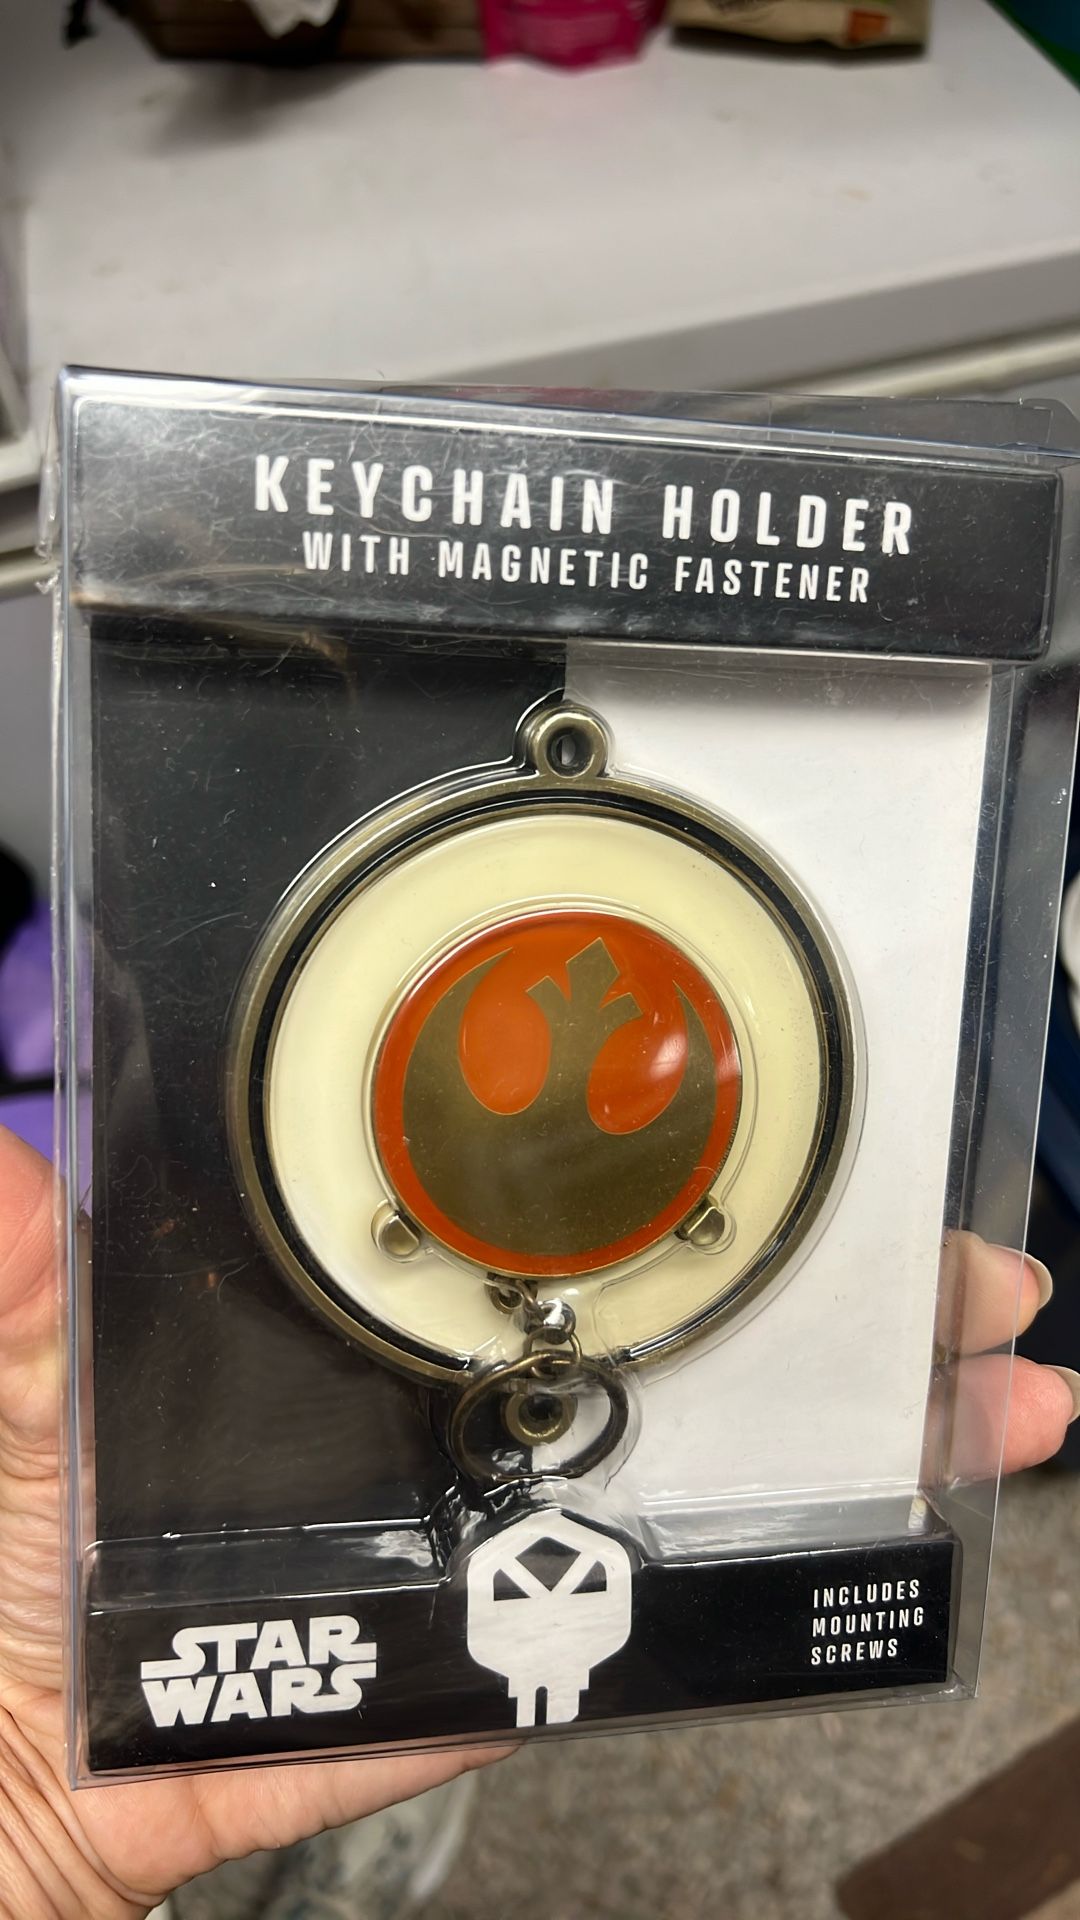 KEYCHAIN HOLDER
WITH MAGNETIC FASTENER
STAR
WARS
INCLUDES
MOUNTING
SCREWS